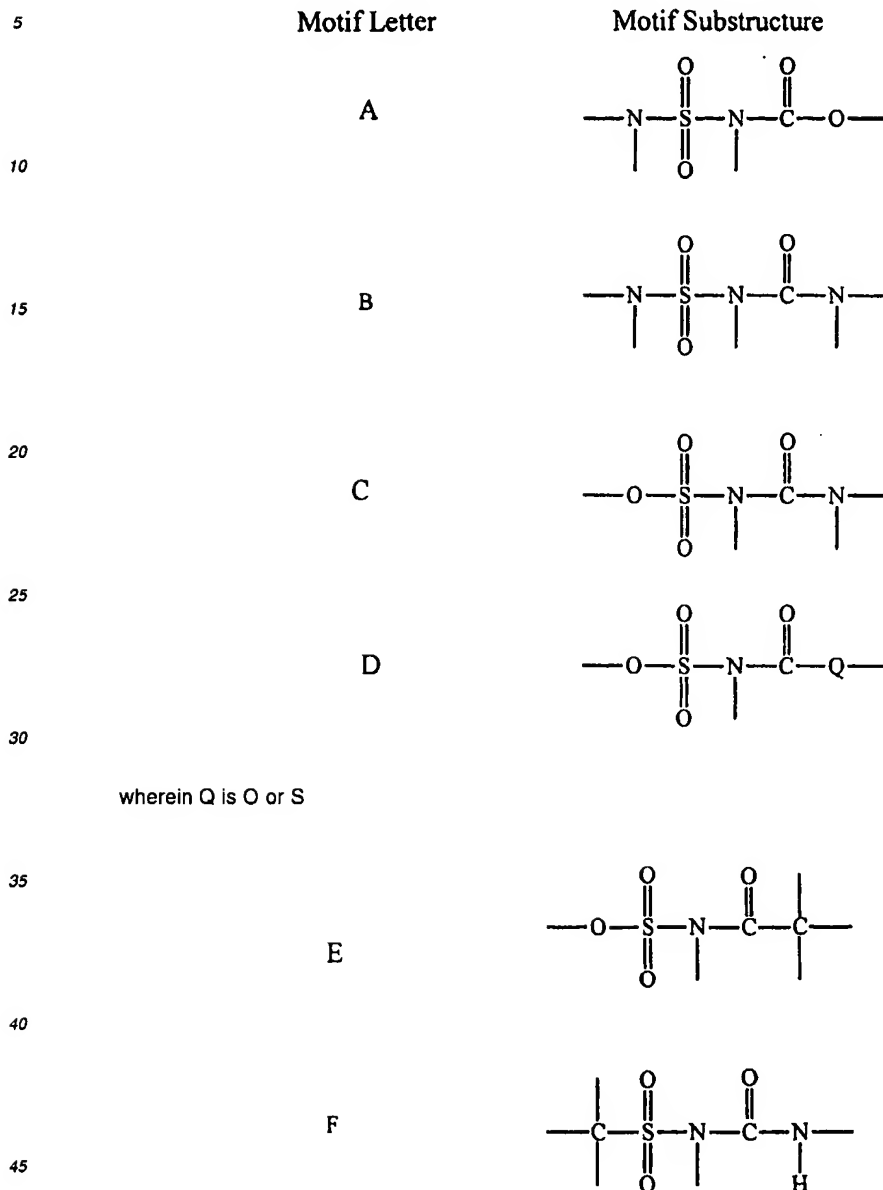 5 Motif Letter Motif Substructure
O O
A —N—S—N—C—O—
10 O
O O
15 B —N—S—N—C—N—
O
20 O O
C —O—S—N—C—N—
O
25
O O
D —O—S—N—C—Q—
O
30
wherein Q is O or S
35 O O
E —O—S—N—C—C—
O
40
O O
F —C—S—N—C—N—
45 O H